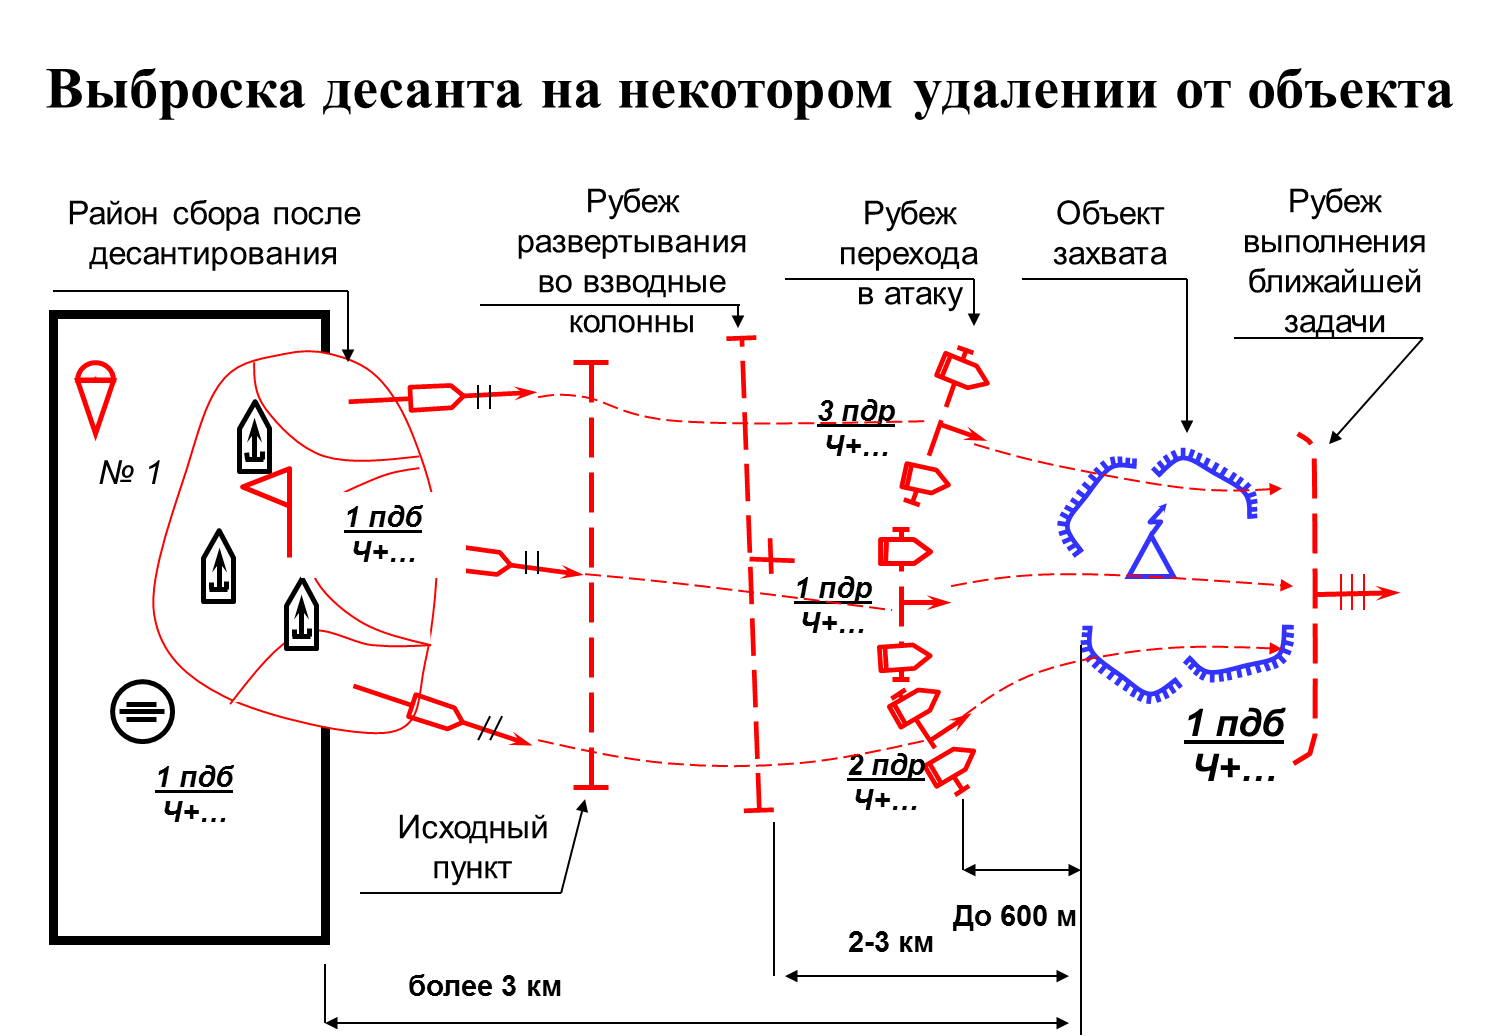 Выброска десанта на некотором удалении от объекта
Район сбора после
десантирования
Рубеж
развертывания
во взводные
колонны
Рубеж
перехода
в атаку
Объект
захвата
Рубеж
выполнения
ближайшей
задачи
№ 1
1 пдб
Ч+...
1 пдб
Ч+...
3 пдр
Ч+...
1 пдр
Ч+...
2 пдр
Ч+...
1 пдб
Ч+...
Исходный
пункт
До 600 м
2-3 км
более 3 км